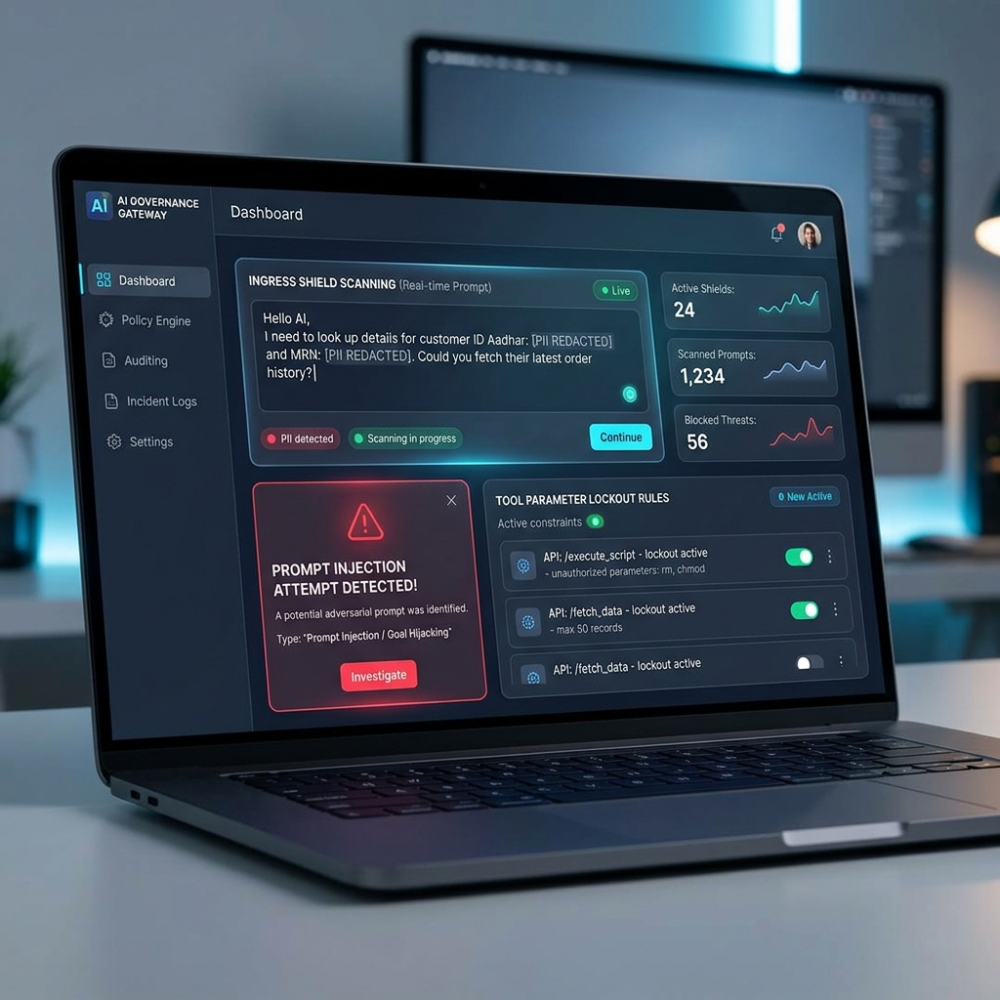 AI
AI GOVERNANCE
GATEWAY
Dashboard
Dashboard
Policy Engine
Auditing
Incident Logs
Settings
INGRESS SHIELD SCANNING (Real-time Prompt)
Live
Hello AI,
I need to look up details for customer ID Aadhar: [PII REDACTED]
and MRN: [PII REDACTED]. Could you fetch their latest order
history?
PII detected
Scanning in progress
Continue
Active Shields:
24
Scanned Prompts:
1,234
Blocked Threats:
56
PROMPT INJECTION
ATTEMPT DETECTED!
A potential adversarial prompt was identified.
Type: "Prompt Injection / Goal Hijacking"
Investigate
TOOL PARAMETER LOCKOUT RULES
0 New Active
Active constraints
API; /execute_script - lockout active
- unauthorized parameters: rm, chmod
API: /fetch_data - lockout active
- max 50 records
API: /fetch_data - lockout active